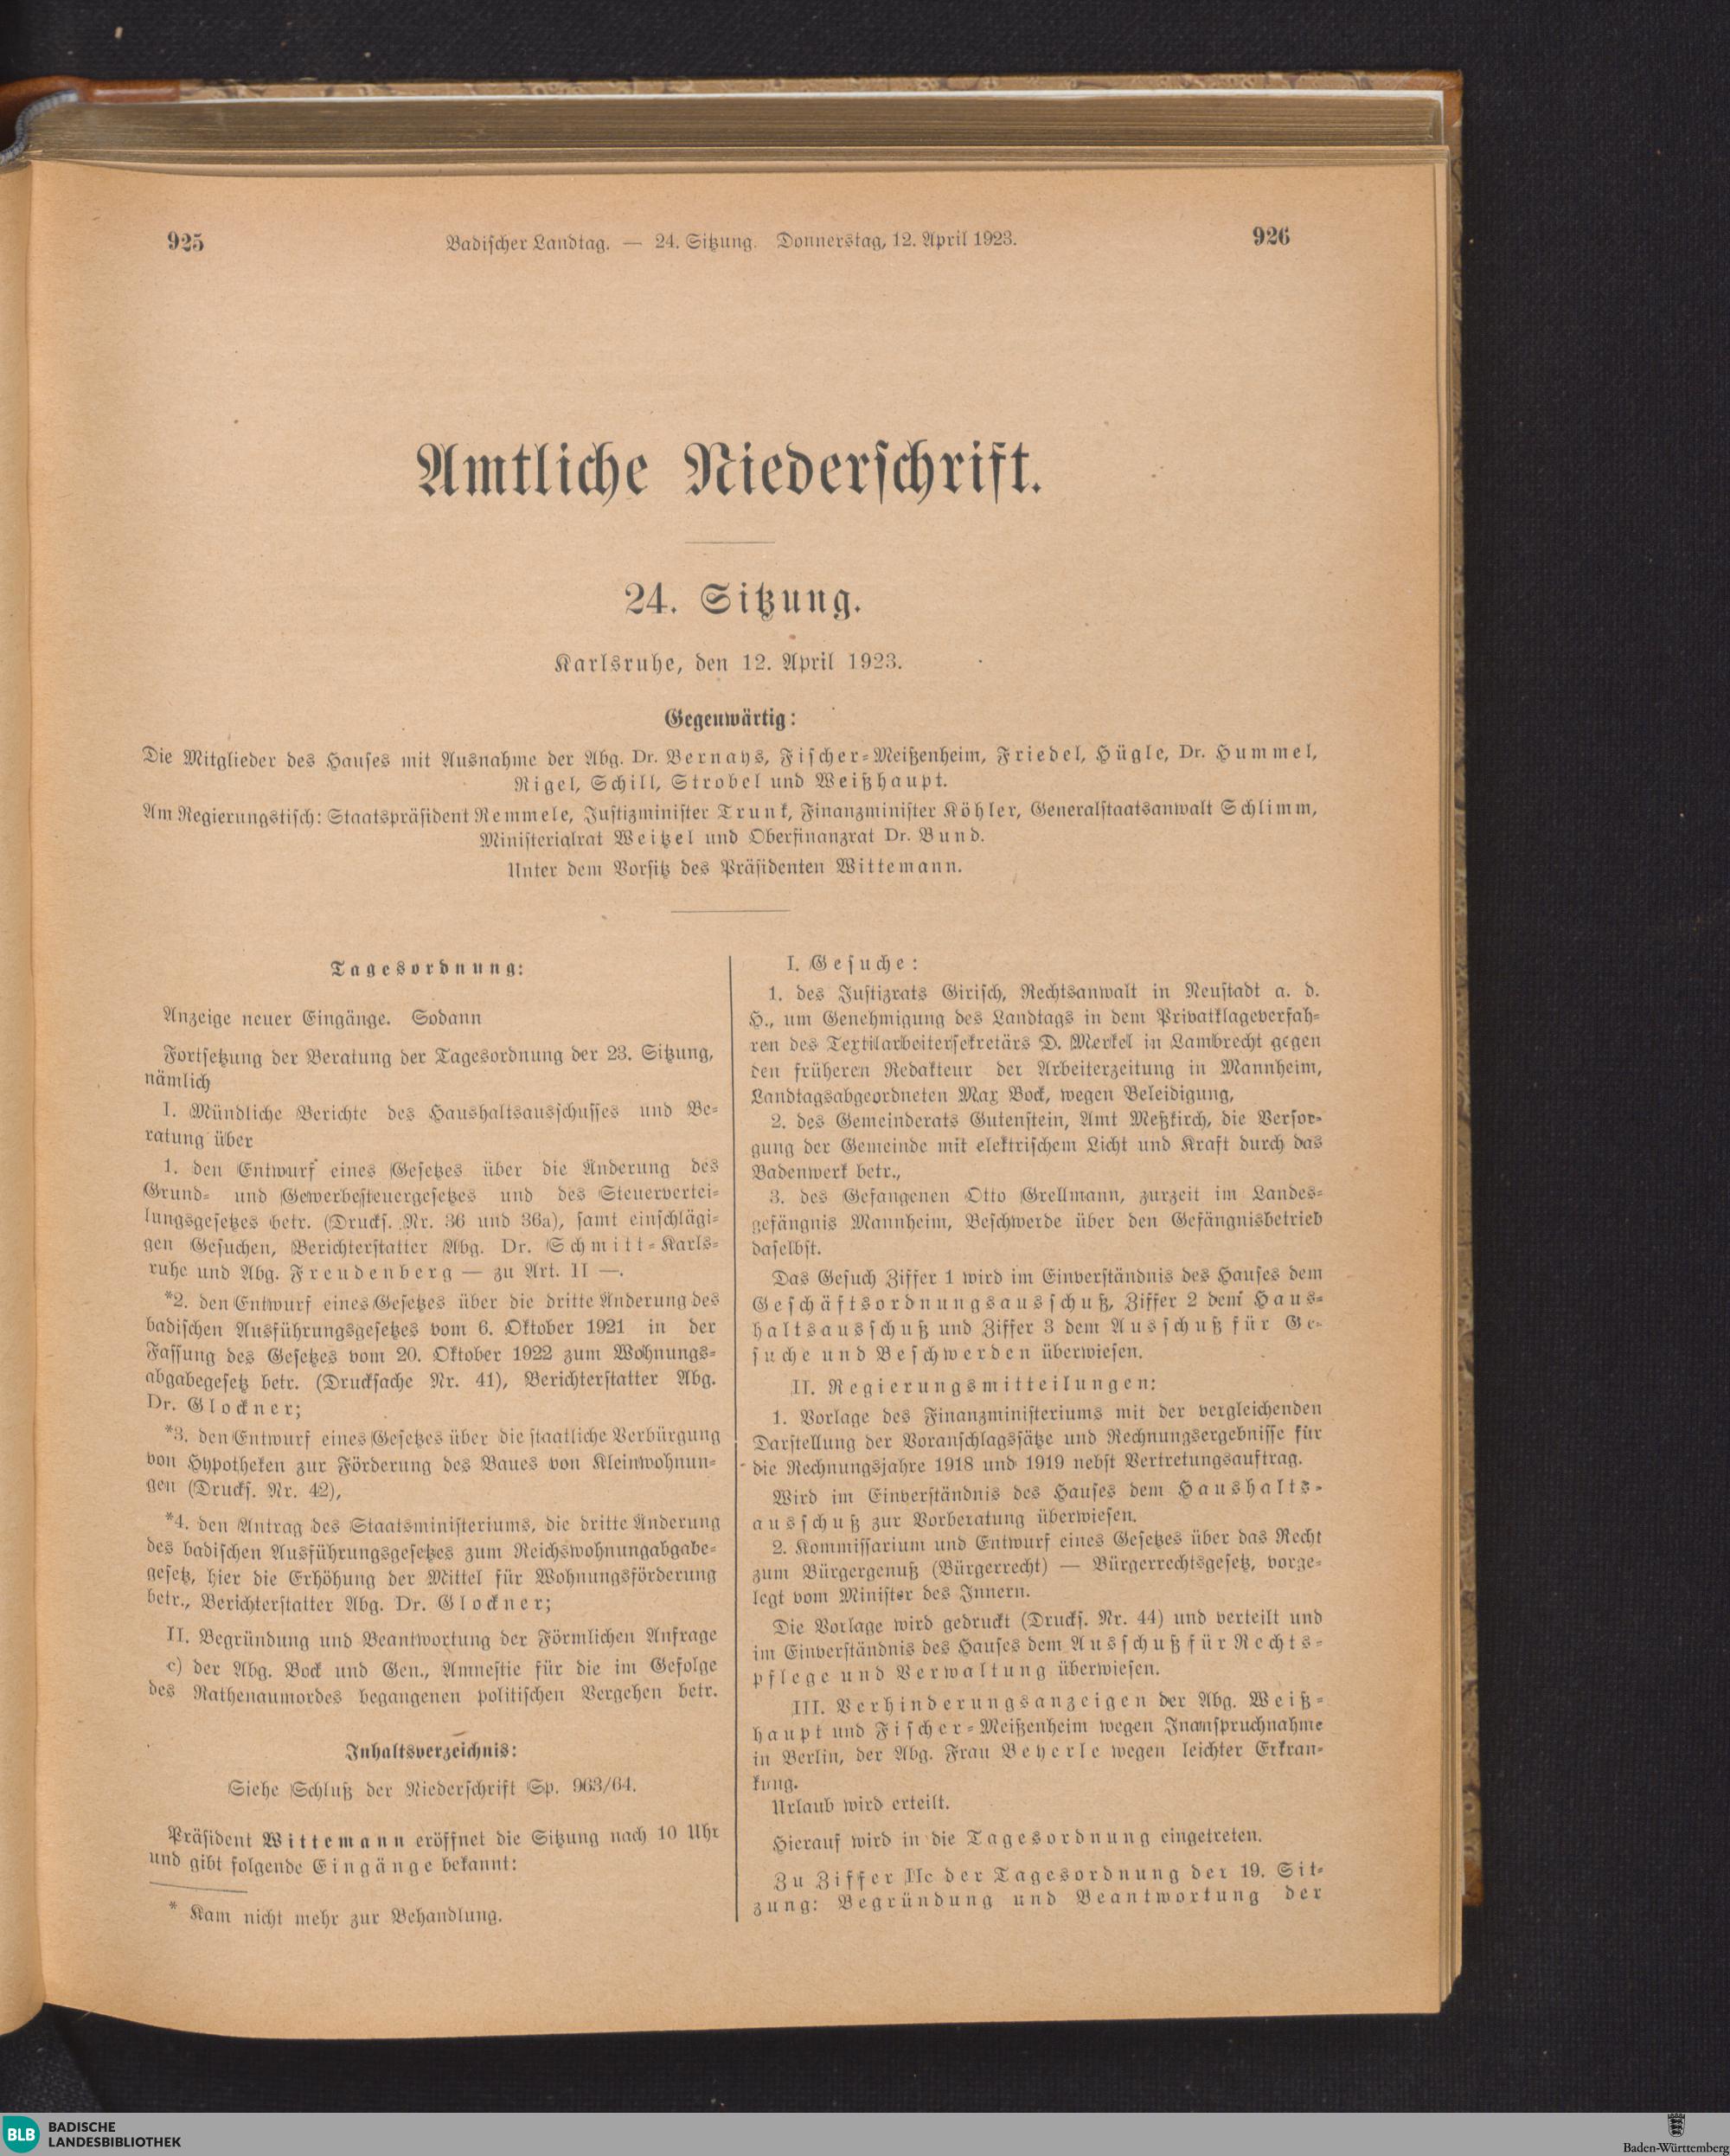 925
Badischer Landtag. — 24. Sitzung. Donnerstag, 12. April 1923.
926
Amtliche Niederschrift.
24. Sitzung.
Karlsruhe, den 12. April 1923.
Gegenwärtig:
Die Mitglieder des Hauses mit Ausnahme der Abg. Dr. Bernays, Fischer-Meißenheim, Friedel, Hügle, Dr. Hummel,
Rigel, Schill, Strobel und Weißhaupt.
Am Regierungstisch: Staatspräsident Remmele, Justizminister Trunk, Finanzminister Köhler, Generalstaatsanwalt Schlimm,
Ministerialrat Weitzel und Oberfinanzrat Dr. Bund.
Unter dem Vorsitz des Präsidenten Wittemann.
Tagesordnung:
Anzeige neuer Eingänge. Sodann
Fortsetzung der Beratung der Tagesordnung der 23. Sitzung,
nämlich
I. Mündliche Berichte des Haushaltsausschusses und Be-
ratung über
1. den Entwurf eines Gesetzes über die Änderung des
Grund- und Gewerbesteuergesetzes und des Steuervertei-
lungsgesetzes betr. (Drucks. Nr. 36 und 36a), samt einschlägi-
gen Gesuchen, Berichterstatter Abg. Dr. Schmitt-Karls-
ruhe und Abg. Freudenberg — zu Art. II —.
*2. den Entwurf eines Gesetzes über die dritte Änderung des
badischen Ausführungsgesetzes vom 6. Oktober 1921 in der
Fassung des Gesetzes vom 20. Oktober 1922 zum Wohnungs-
abgabegesetz betr. (Drucksache Nr. 41), Berichterstatter Abg.
Dr. Glockner;
*3. den Entwurf eines Gesetzes über die staatliche Verbürgung
von Hypotheken zur Förderung des Baues von Kleinwohnun-
gen (Drucks. Nr. 42),
*4. den Antrag des Staatsministeriums, die dritte Änderung
des badischen Ausführungsgesetzes zum Reichswohnungabgabe-
gesetz, hier die Erhöhung der Mittel für Wohnungsförderung
betr., Berichterstatter Abg. Dr. Glockner;
II. Begründung und Beantwortung der Förmlichen Anfrage
c) der Abg. Bock und Gen., Amnestie für die im Gefolge
des Rathenaumordes begangenen politischen Vergehen betr.
Inhaltsverzeichnis:
Siehe Schluß der Niederschrift Sp. 963/64.
Präsident Wittemann eröffnet die Sitzung nach 10 Uhr
und gibt folgende Eingänge bekannt:
* Kam nicht mehr zur Behandlung.
I. Gesuche:
1. des Justizrats Girisch, Rechtsanwalt in Neustadt a. d.
H., um Genehmigung des Landtags in dem Privatklageverfah-
ren des Textilarbeitersekretärs D. Merkel in Lambrecht gegen
den früheren Redakteur der Arbeiterzeitung in Mannheim,
Landtagsabgeordneten Max Bock, wegen Beleidigung,
2. des Gemeinderats Gutenstein, Amt Meßkirch, die Versor-
gung der Gemeinde mit elektrischem Licht und Kraft durch das
Badenwerk betr.,
3. des Gefangenen Otto Grellmann, zurzeit im Landes-
gefängnis Mannheim, Beschwerde über den Gefängnisbetrieb
daselbst.
Das Gesuch Ziffer 1 wird im Einverständnis des Hauses dem
Geschäftsordnungsausschuß, Ziffer 2 dem Haus-
haltsausschuß und Ziffer 3 dem Ausschuß für Ge-
suche und Beschwerden überwiesen.
II. Regierungsmitteilungen:
1. Vorlage des Finanzministeriums mit der vergleichenden
Darstellung der Voranschlagssätze und Rechnungsergebnisse für
die Rechnungsjahre 1918 und 1919 nebst Vertretungsauftrag.
Wird im Einverständnis des Hauses dem Haushalts-
ausschuß zur Vorberatung überwiesen.
2. Kommissarium und Entwurf eines Gesetzes über das Recht
zum Bürgergenuß (Bürgerrecht) — Bürgerrechtsgesetz, vorge-
legt vom Minister des Innern.
Die Vorlage wird gedruckt (Drucks. Nr. 44) und verteilt und
im Einverständnis des Hauses dem Ausschuß für Rechts-
pflege und Verwaltung überwiesen.
III. Verhinderungsanzeigen der Abg. Weiß-
haupt und Fischer-Meißenheim wegen Inanspruchnahme
in Berlin, der Abg. Frau Beyerle wegen leichter Erkran-
kung.
Urlaub wird erteilt.
Hierauf wird in die Tagesordnung eingetreten.
Zu Ziffer IIc der Tagesordnung der 19. Sit-
zung: Begründung und Beantwortung der
BLB BADISCHE
LANDESBIBLIOTHEK
Baden-Württemberg